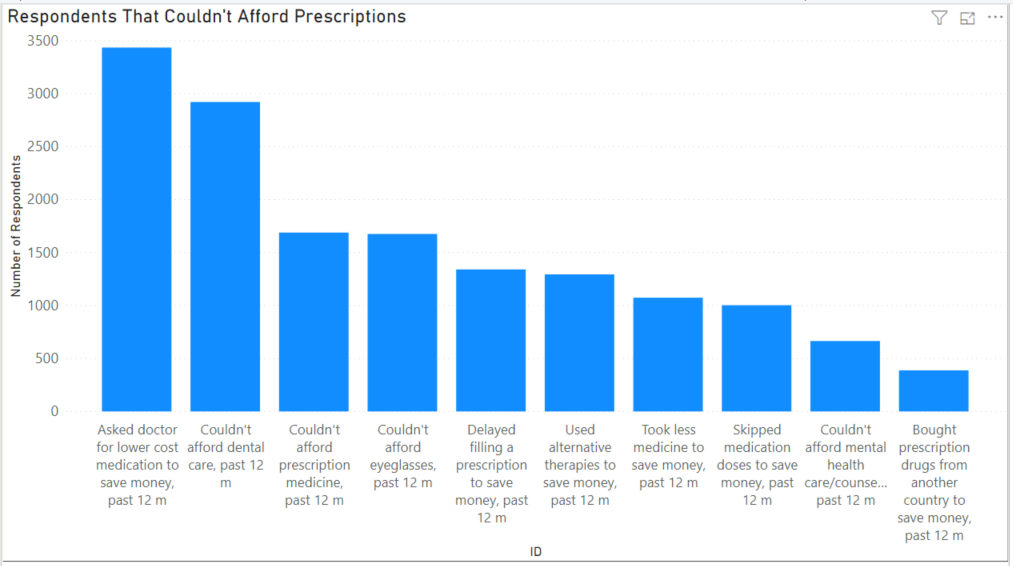 Respondents That Couldn't Afford Prescriptions
Number of Respondents
3500
3000
2500
2000
1500
1000
500
0
Asked doctor
for lower cost
medication to
save money,
past 12 m
Couldn't
afford dental
care, past 12
m
Couldn't
afford
prescription
medicine,
past 12 m
Couldn't
afford
eyeglasses,
past 12 m
Delayed
filling a
prescription
to save
money, past
12 m
Used
alternative
therapies to
save money,
past 12 m
Took less
medicine to
save money,
past 12 m
Skipped
medication
doses to save
money, past
12 m
Couldn't
afford mental
health
care/counse...
past 12 m
Bought
prescription
drugs from
another
country to
save money,
past 12 m
ID